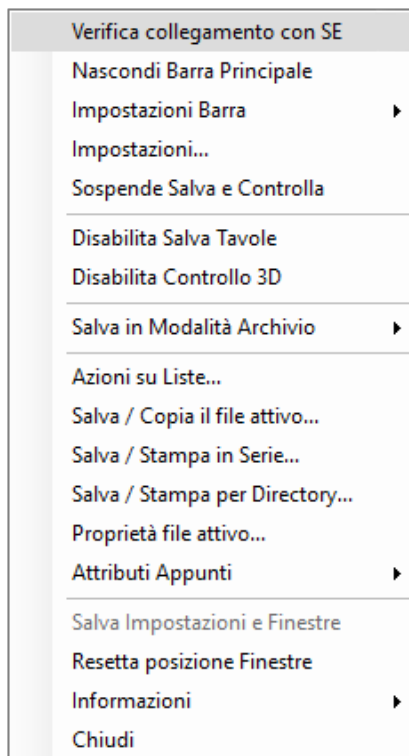 Verifica collegamento con SE
Nascondi Barra Principale
Impostazioni Barra
Impostazioni...
Sospende Salva e Controlla
Disabilita Salva Tavole
Disabilita Controllo 3D
Salva in Modalità Archivio
Azioni su Liste...
Salva / Copia il file attivo...
Salva / Stampa in Serie...
Salva / Stampa per Directory...
Proprietà file attivo...
Attributi Appunti
Salva Impostazioni e Finestre
Resetta posizione Finestre
Informazioni
Chiudi